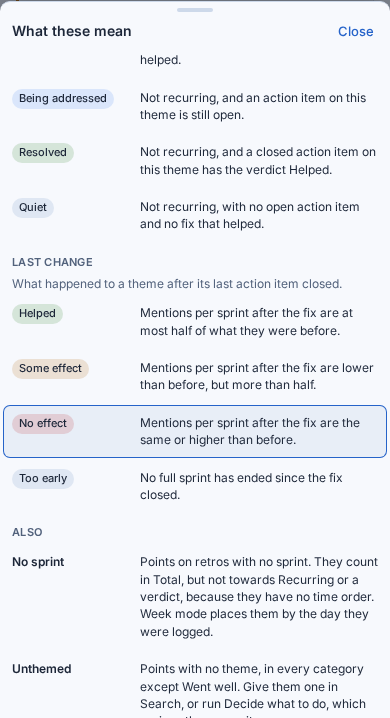 What these mean
Close
helped.
Being addressed
Not recurring, and an action item on this
theme is still open.
Resolved
Not recurring, and a closed action item on
this theme has the verdict Helped.
Quiet
Not recurring, with no open action item
and no fix that helped.
LAST CHANGE
What happened to a theme after its last action item closed.
Helped
Mentions per sprint after the fix are at
most half of what they were before.
Some effect
Mentions per sprint after the fix are lower
than before, but more than half.
No effect
Mentions per sprint after the fix are the
same or higher than before.
Too early
No full sprint has ended since the fix
closed.
ALSO
No sprint
Points on retros with no sprint. They count
in Total, but not towards Recurring or a
verdict, because they have no time order.
Week mode places them by the day they
were logged.
Unthemed
Points with no theme, in every category
except Went well. Give them one in
Search, or run Decide what to do, which